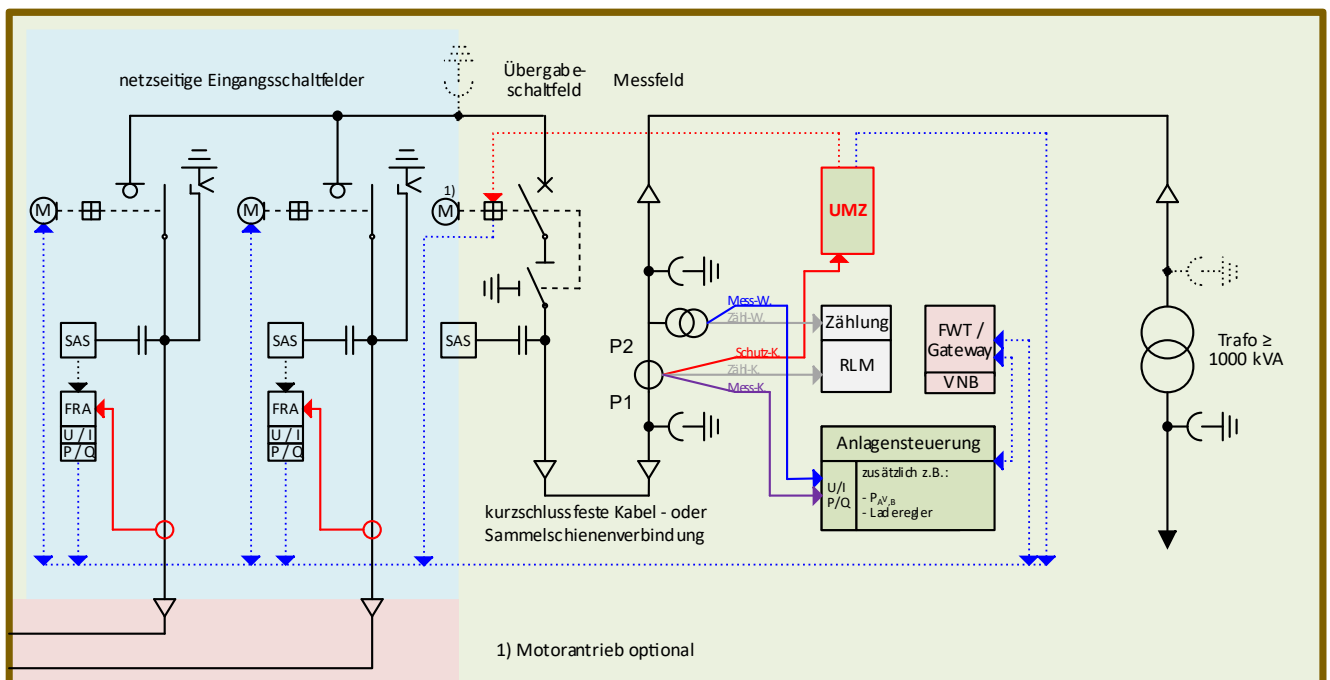 netzseitige Eingangsschaltfelder
Übergabe-
schaltfeld
Messfeld
M
M
1)
M
UMZ
SAS
SAS
SAS
FRA
U / I
P / Q
FRA
U / I
P / Q
P2
P1
Mess-W.
Zähl-W.
Schutz-K.
Zähl-K.
Mess-K.
Zählung
RLM
FWT /
Gateway
VNB
Trafo ≥
1000 kVA
Anlagensteuerung
U/I
P/Q
zusätzlich z.B.:
- PAV,B
- Laderegler
kurzschlussfeste Kabel - oder
Sammelschienenverbindung
1) Motorantrieb optional